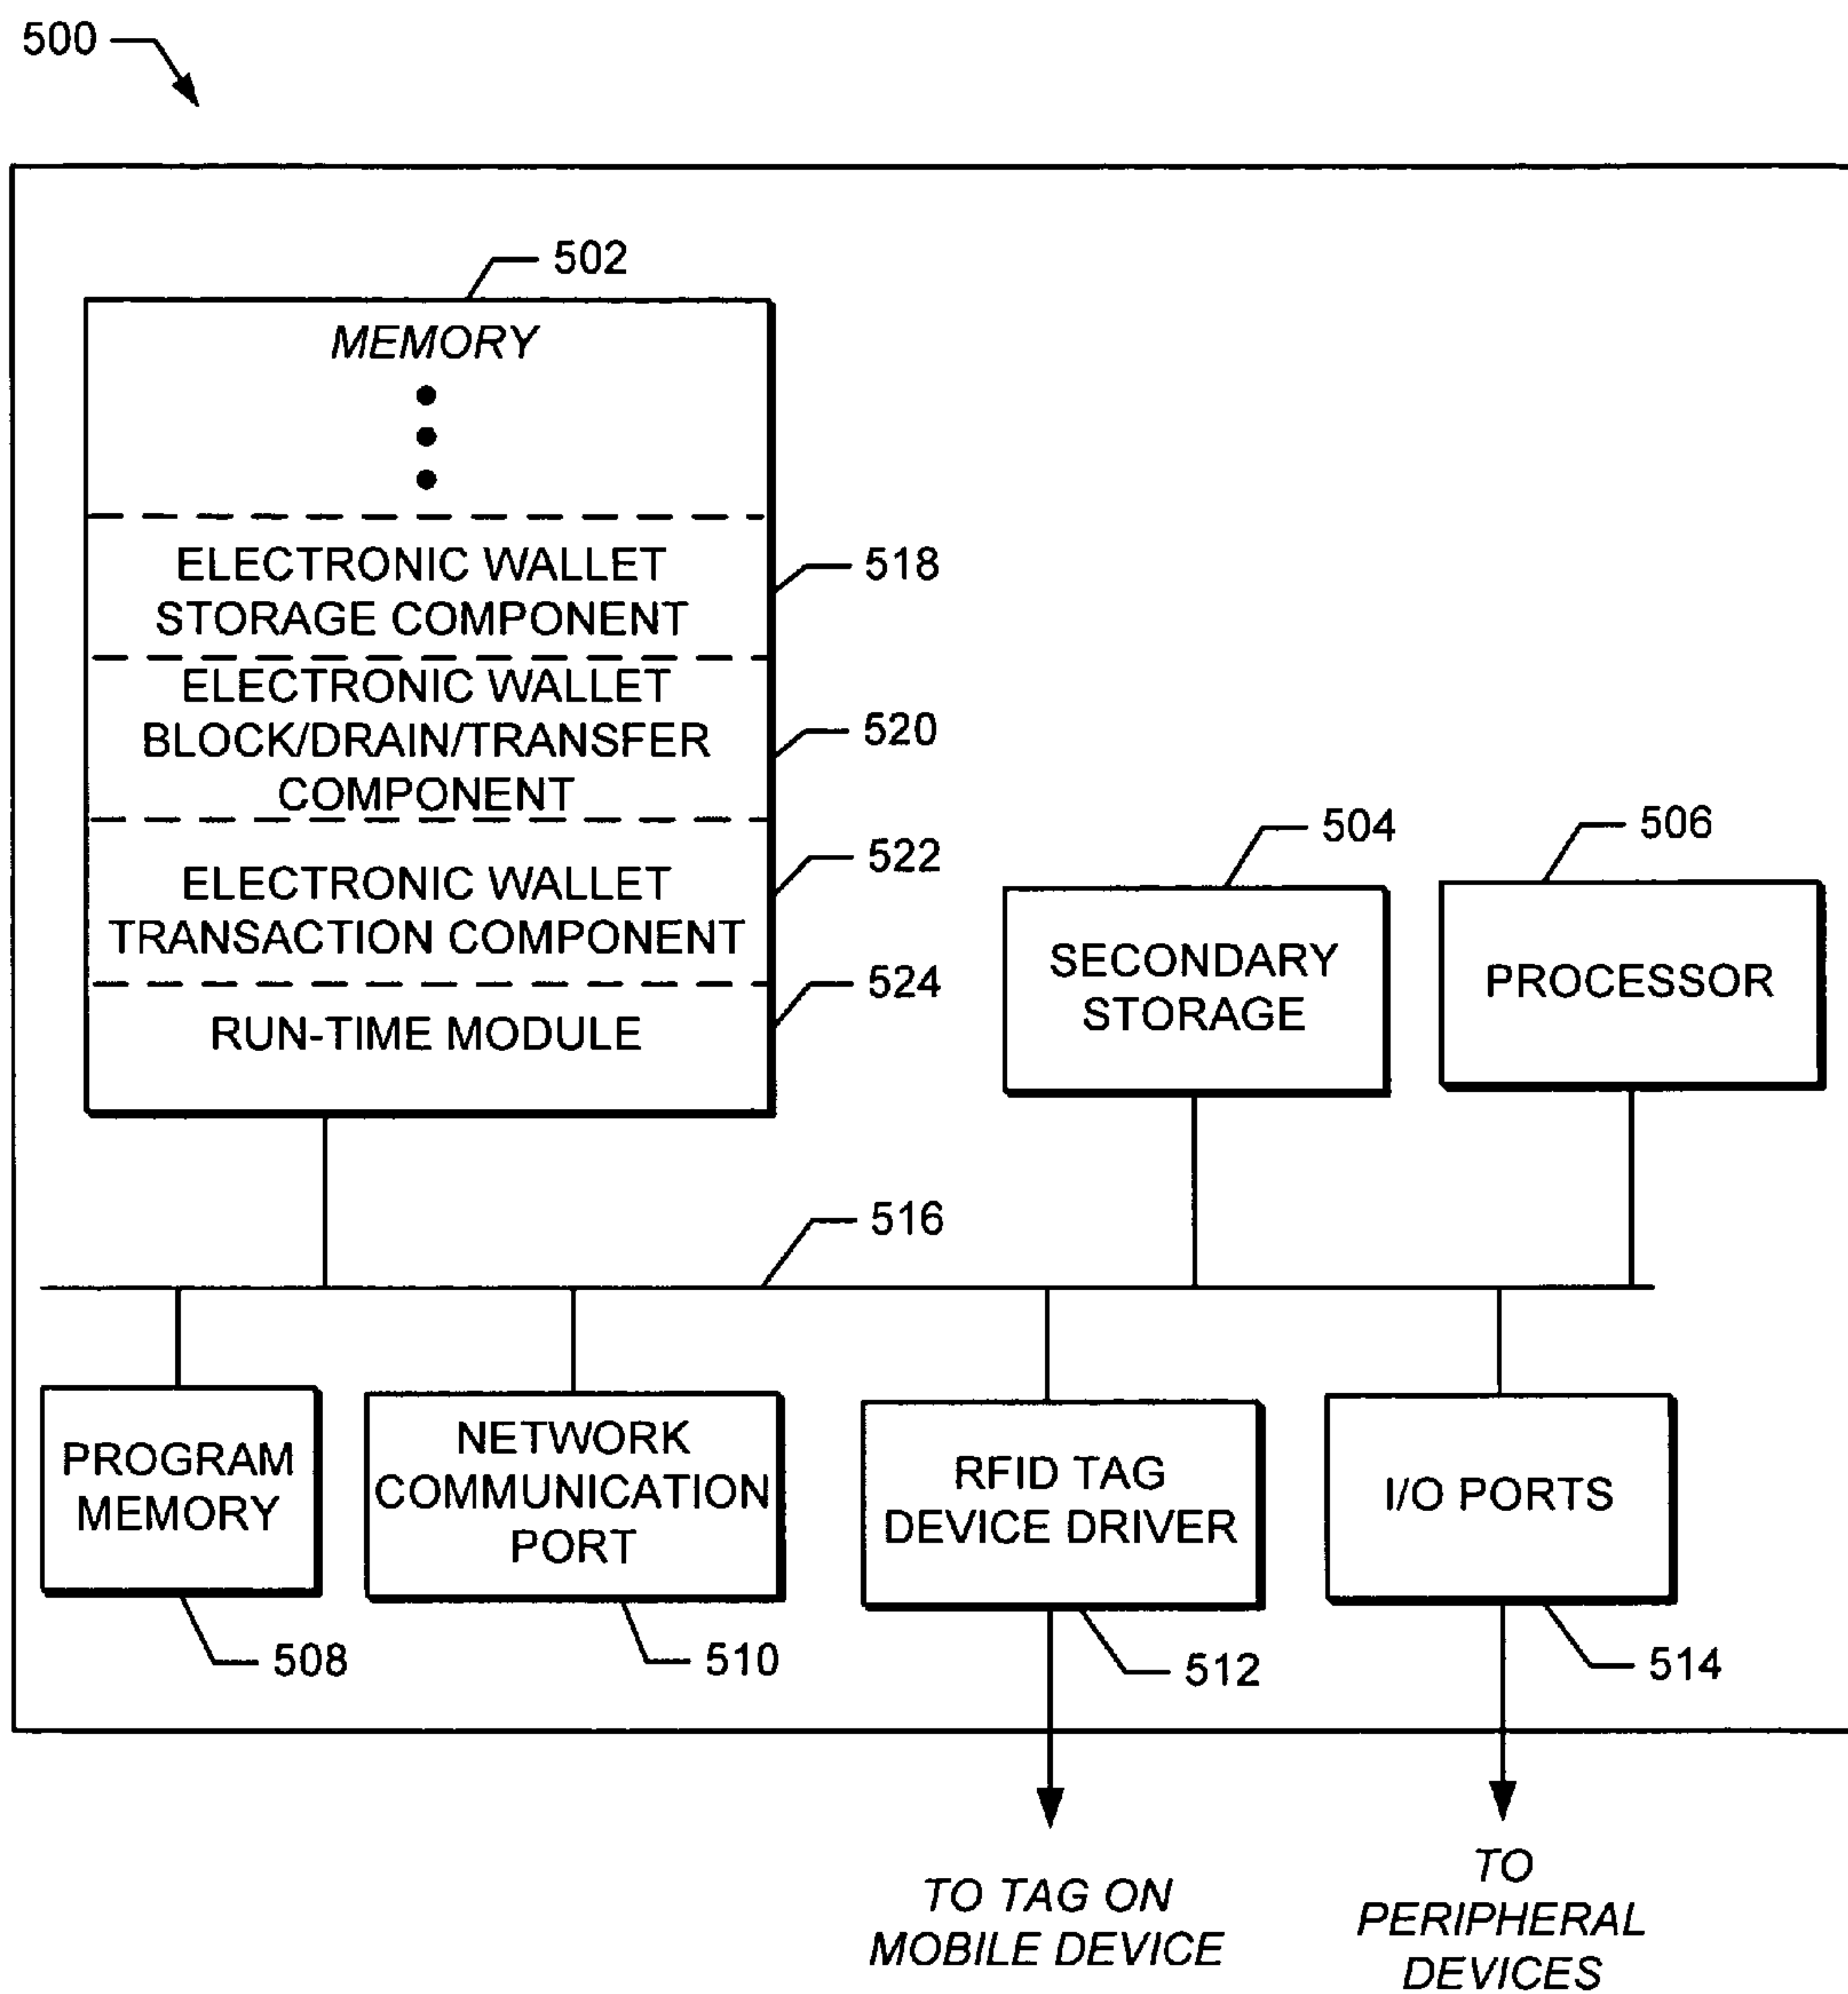 500
502
MEMORY
ELECTRONIC WALLET
STORAGE COMPONENT
518
ELECTRONIC WALLET
BLOCK/DRAIN/TRANSFER
COMPONENT
520
ELECTRONIC WALLET
TRANSACTION COMPONENT
522
RUN-TIME MODULE
524
504
SECONDARY
STORAGE
506
PROCESSOR
516
PROGRAM
MEMORY
508
NETWORK
COMMUNICATION
PORT
510
RFID TAG
DEVICE DRIVER
512
I/O PORTS
514
TO TAG ON
MOBILE DEVICE
TO
PERIPHERAL
DEVICES